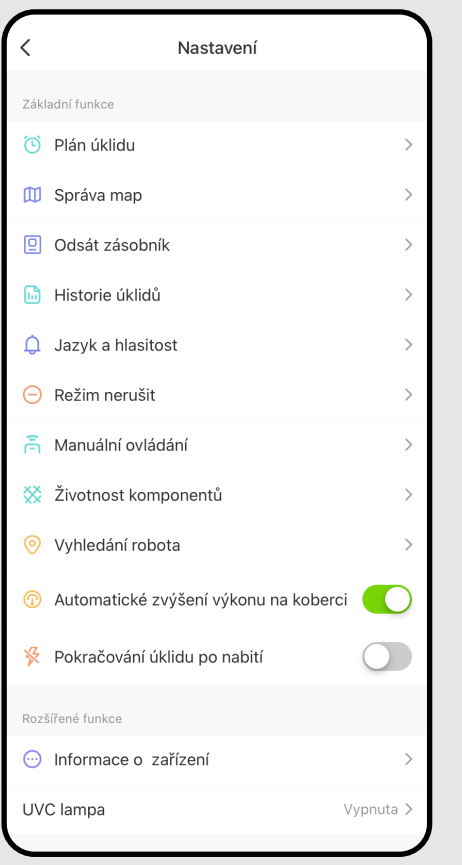 Nastavení
Základní funkce
Plán úklidu
Správa map
Odsát zásobník
Historie úklidů
Jazyk a hlasitost
Režim nerušit
Manuální ovládání
Životnost komponentů
Vyhledání robota
Automatické zvýšení výkonu na koberci
Pokračování úklidu po nabití
Rozšířené funkce
Informace o  zařízení
UVC lampa Vypnuta